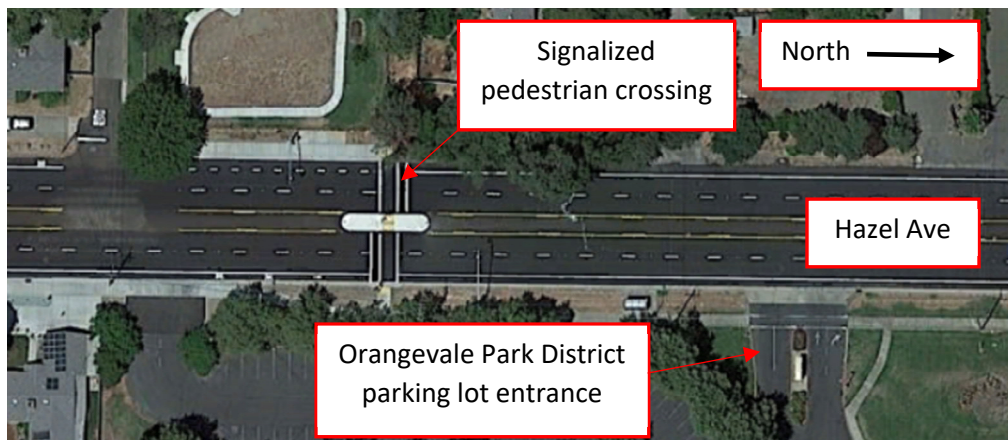 Signalized
pedestrian crossing
North
Hazel Ave
Orangevale Park District
parking lot entrance